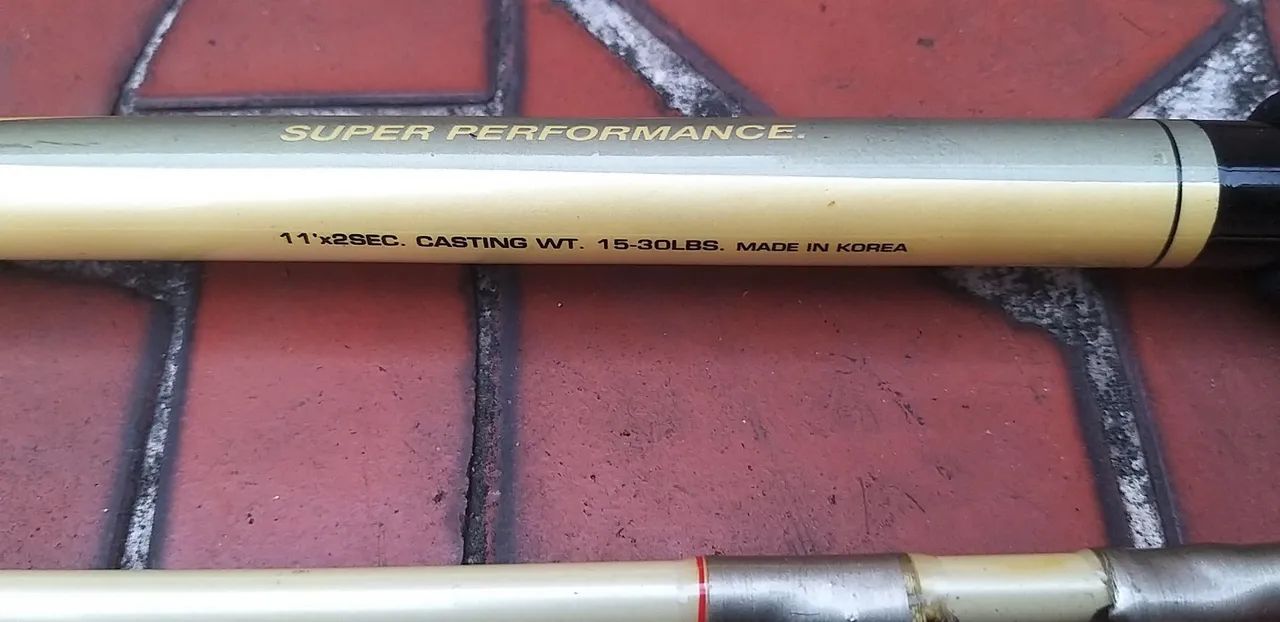 SUPER PERFORMANCE.
11'x2SEC. CASTING WT. 15-30LBS. MADE IN KOREA